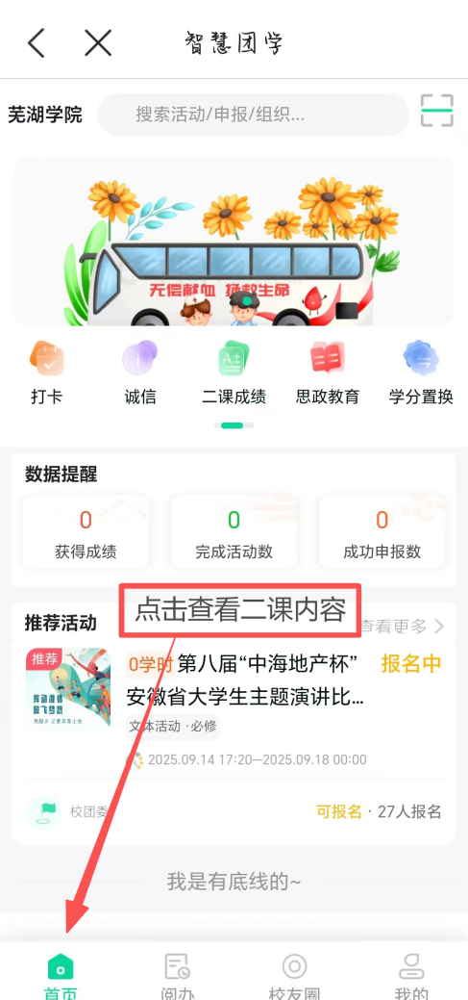 智慧团学
芜湖学院
搜索活动/申报/组织...
无偿献血 拯救生命
打卡
诚信
二课成绩
思政教育
学分置换
数据提醒
0
0
0
获得成绩
完成活动数
成功申报数
点击查看二课内容
推荐活动
查看更多
推荐
0学时 第八届“中海地产杯”
报名中
安徽省大学生主题演讲比...
文体活动 · 必修
2025.09.14 17:20—2025.09.18 00:00
校团委
可报名 · 27人报名
我是有底线的~
首页
阅办
校友圈
我的